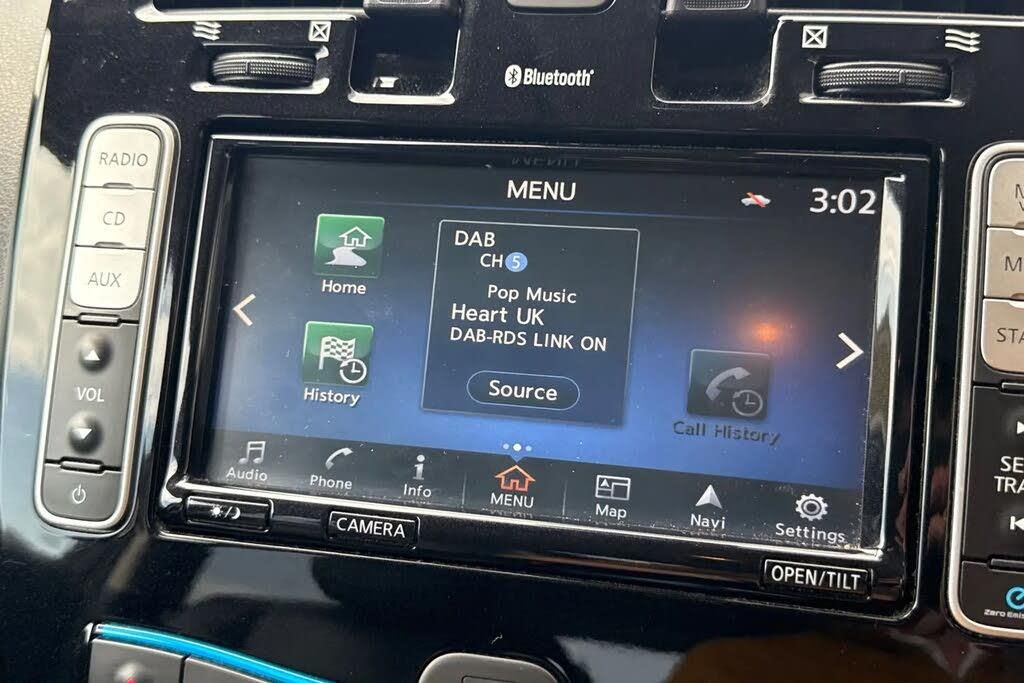 Bluetooth®
RADIO
CD
AUX
VOL
MENU
3:02
Home
History
DAB
CH 5
Pop Music
Heart UK
DAB-RDS LINK ON
Source
Call History
Audio
Phone
Info
MENU
Map
Navi
Settings
CAMERA
OPEN/TILT